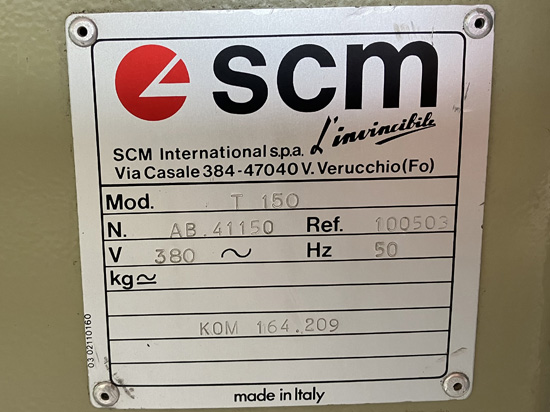 scm
L'invincibile
SCM International s.p.a.
Via Casale 384-47040 V. Verucchio (Fo)
Mod. T 150
N. AB.41150 Ref. 100503
V 380 ~ Hz 50
kg≃
KOM 164.209
03 02110160
made in Italy